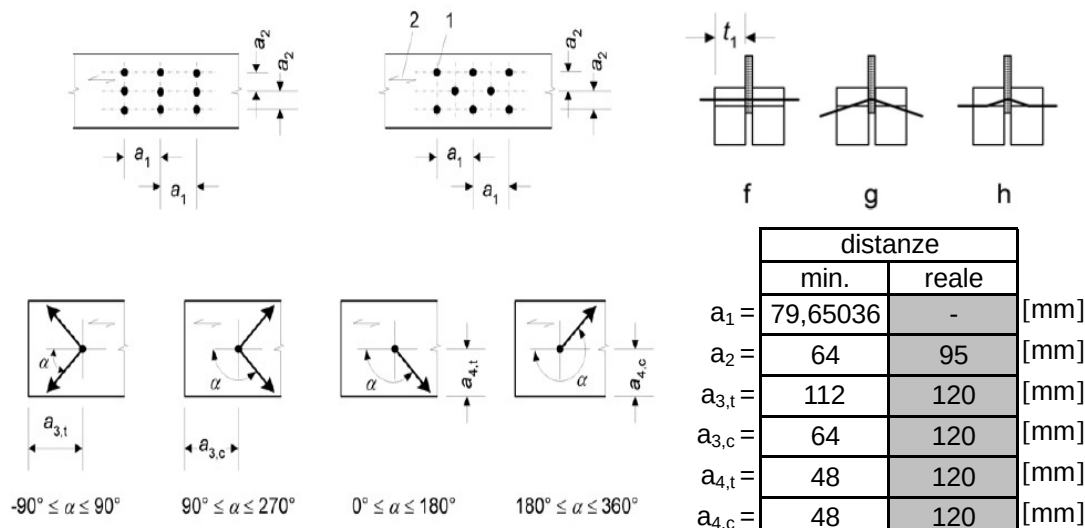 2 1
a2
a2
a2
a2
a1
a1
a1
a1
t1
f g h
distanze
min. reale
a1 = 79,65036 - [mm]
a2 = 64 95 [mm]
a3,t = 112 120 [mm]
a3,c = 64 120 [mm]
a4,t = 48 120 [mm]
a4,c = 48 120 [mm]
α α α α
a4,t
a4,c
a3,t
a3,c
-90° ≤ α ≤ 90° 90° ≤ α ≤ 270° 0° ≤ α ≤ 180° 180° ≤ α ≤ 360°